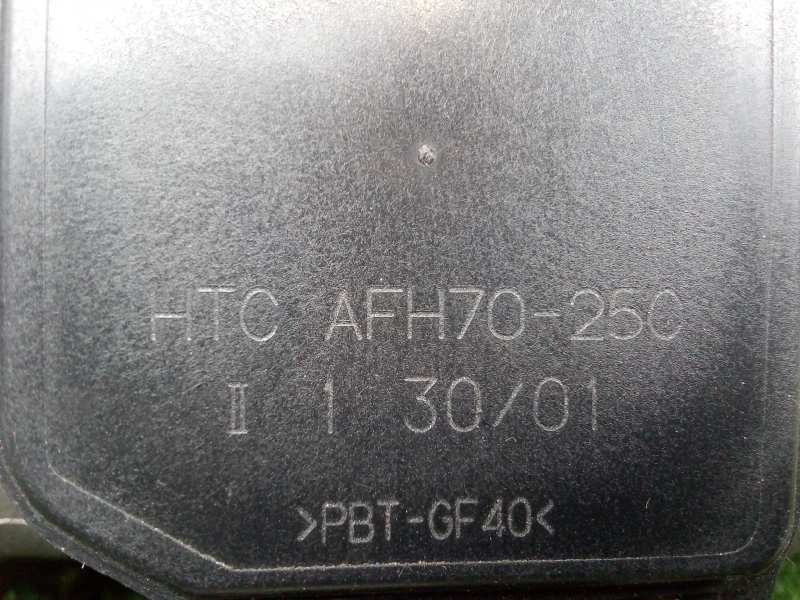 HTC AFH70-25C
II 1 30/01
>PBT-GF40<